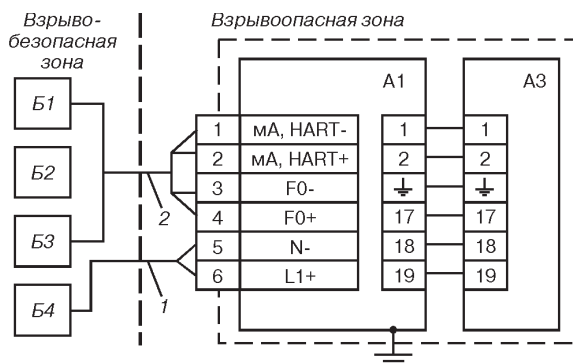 Взрыво-
безопасная
зона
Взрывоопасная зона
Б1
Б2
Б3
Б4
2
1
А1
А3
1 мА, HART-
2 мА, HART+
3 F0-
4 F0+
5 N-
6 L1+
1 1
2 2
17 17
18 18
19 19